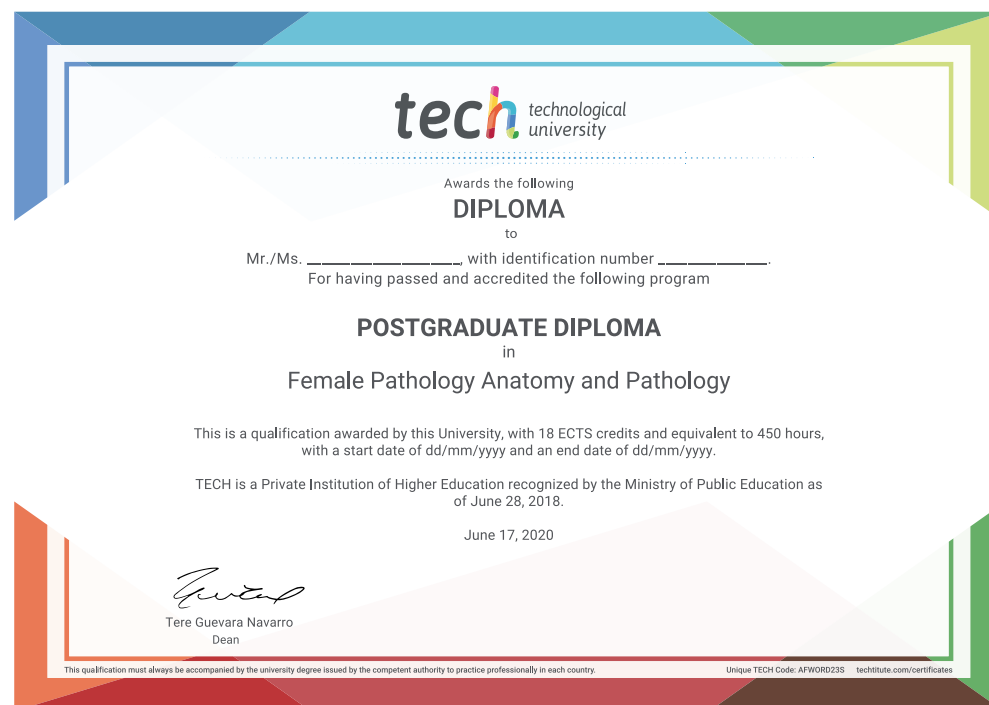 tech technological
university
Awards the following
DIPLOMA
to
Mr./Ms. ___________________, with identification number ______________.
For having passed and accredited the following program
POSTGRADUATE DIPLOMA
in
Female Pathology Anatomy and Pathology
This is a qualification awarded by this University, with 18 ECTS credits and equivalent to 450 hours,
with a start date of dd/mm/yyyy and an end date of dd/mm/yyyy.
TECH is a Private Institution of Higher Education recognized by the Ministry of Public Education as
of June 28, 2018.
June 17, 2020
Tere Guevara Navarro
Dean
This qualification must always be accompanied by the university degree issued by the competent authority to practice professionally in each country.
Unique TECH Code: AFWORD23S techtitute.com/certificates